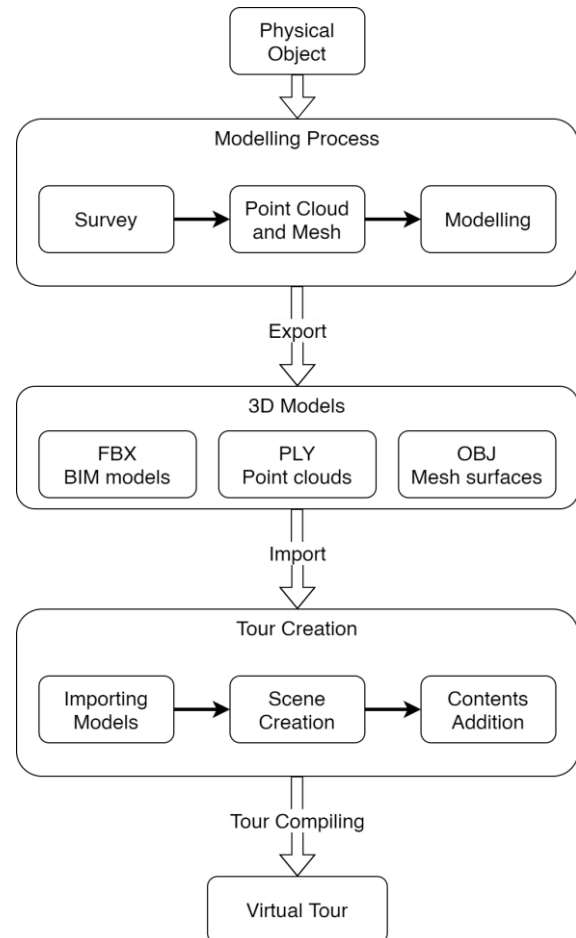 Physical
Object
Modelling Process
Survey
Point Cloud
and Mesh
Modelling
Export
3D Models
FBX
BIM models
PLY
Point clouds
OBJ
Mesh surfaces
Import
Tour Creation
Importing
Models
Scene
Creation
Contents
Addition
Tour Compiling
Virtual Tour